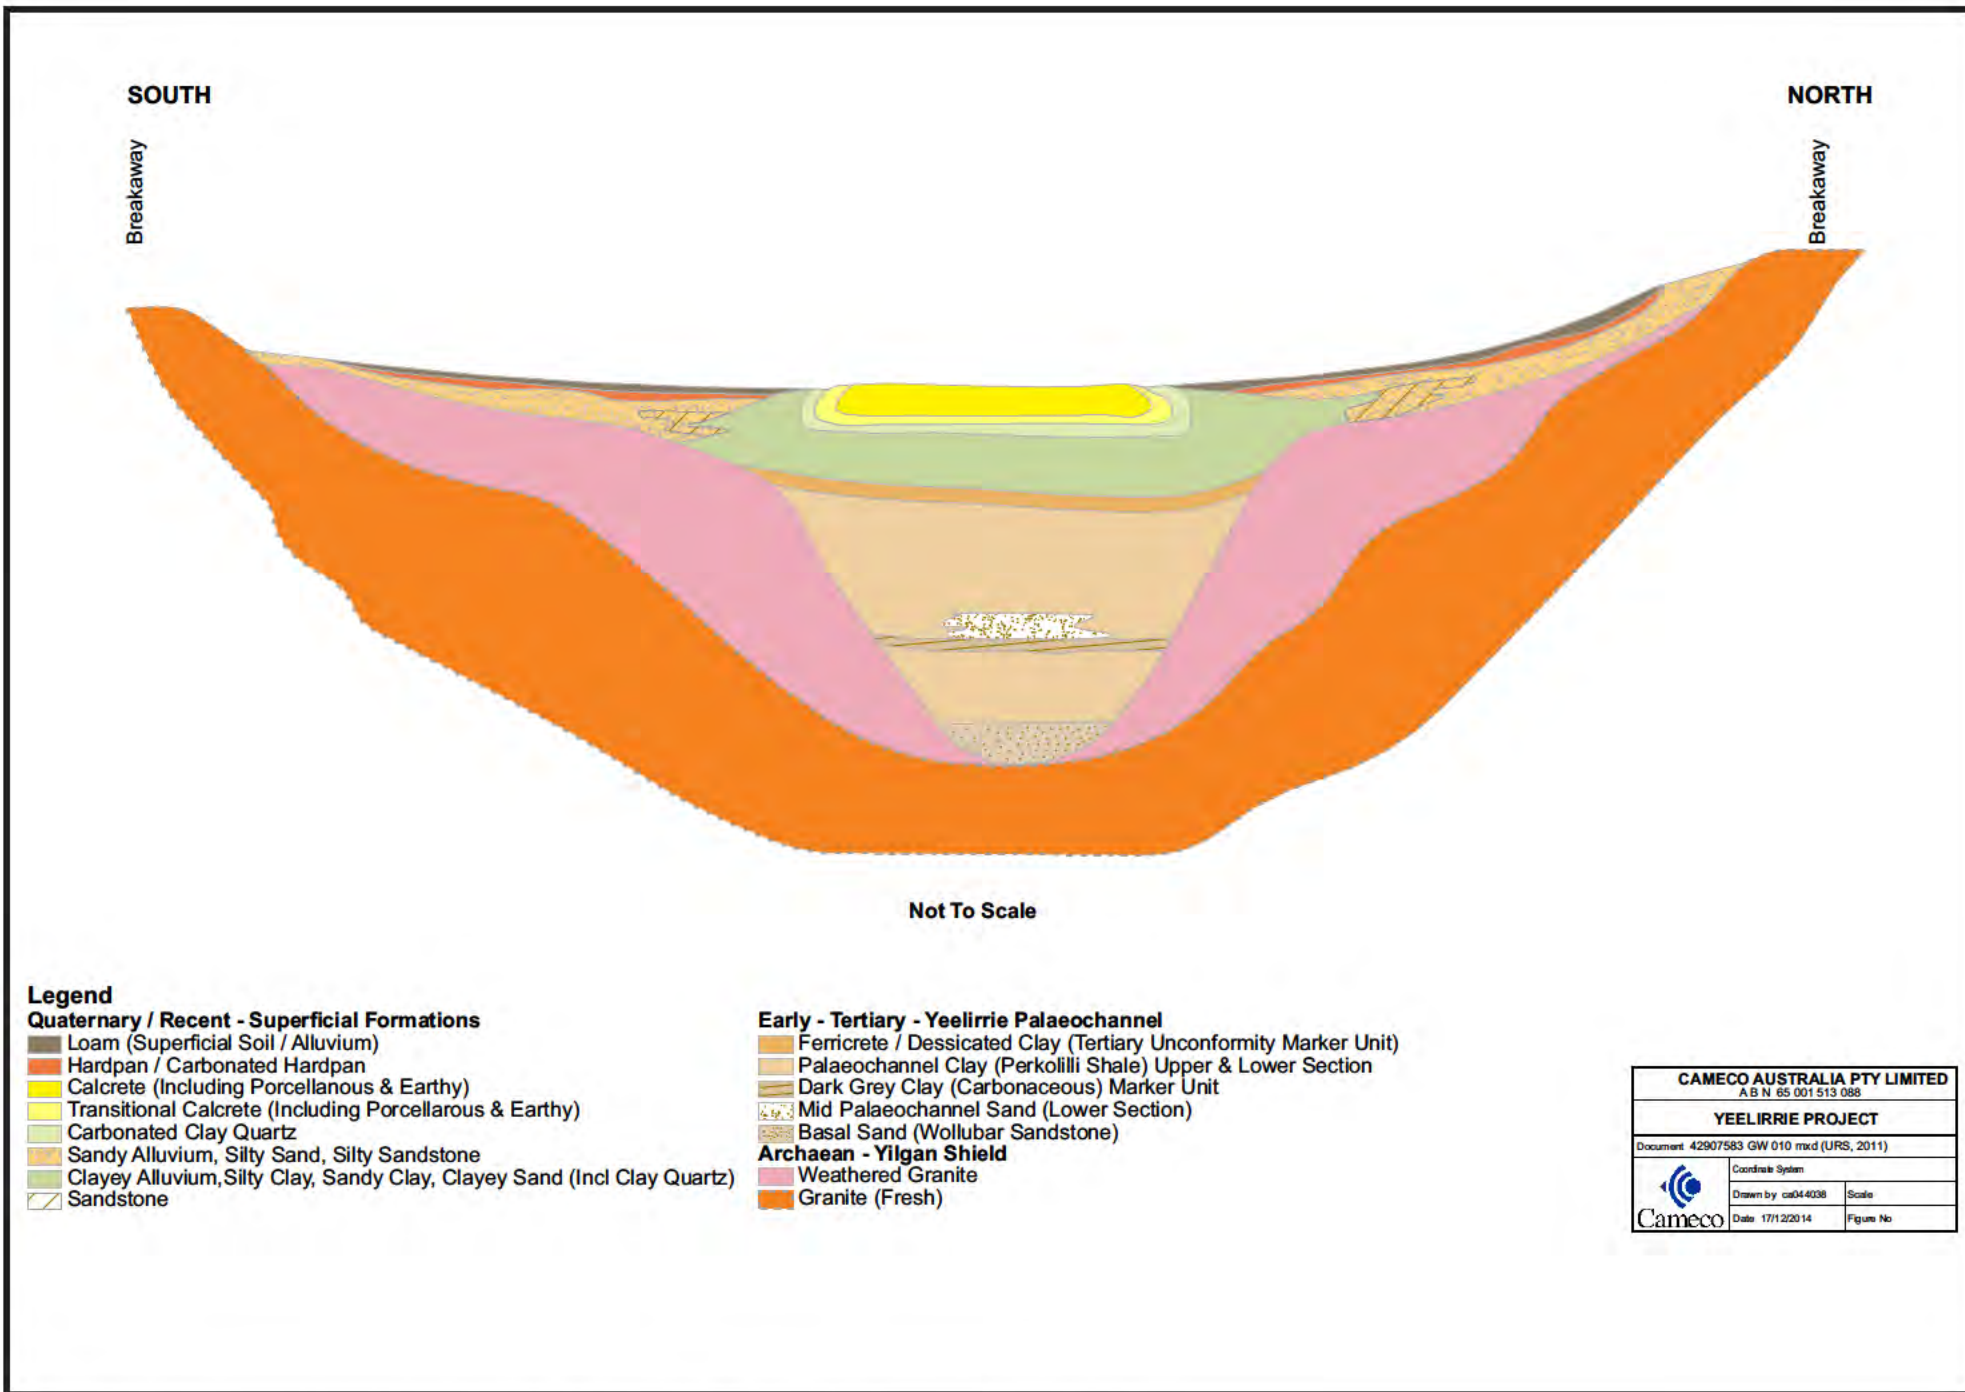 SOUTH
NORTH
Breakaway
Breakaway
Not To Scale
Legend
Quaternary / Recent - Superficial Formations
Loam (Superficial Soil / Alluvium)
Hardpan / Carbonated Hardpan
Calcrete (Including Porcellanous & Earthy)
Transitional Calcrete (Including Porcellarous & Earthy)
Carbonated Clay Quartz
Sandy Alluvium, Silty Sand, Silty Sandstone
Clayey Alluvium,Silty Clay, Sandy Clay, Clayey Sand (Incl Clay Quartz)
Sandstone
Early - Tertiary - Yeelirrie Palaeochannel
Ferricrete / Dessicated Clay (Tertiary Unconformity Marker Unit)
Palaeochannel Clay (Perkolilli Shale) Upper & Lower Section
Dark Grey Clay (Carbonaceous) Marker Unit
Mid Palaeochannel Sand (Lower Section)
Basal Sand (Wollubar Sandstone)
Archaean - Yilgan Shield
Weathered Granite
Granite (Fresh)
CAMECO AUSTRALIA PTY LIMITED
A B N 65 001 513 088
YEELIRRIE PROJECT
Document 42907583 GW 010 mxd (URS, 2011)
Coordinate System
Drawn by ca044038
Scale
Cameco
Date 17/12/2014
Figure No